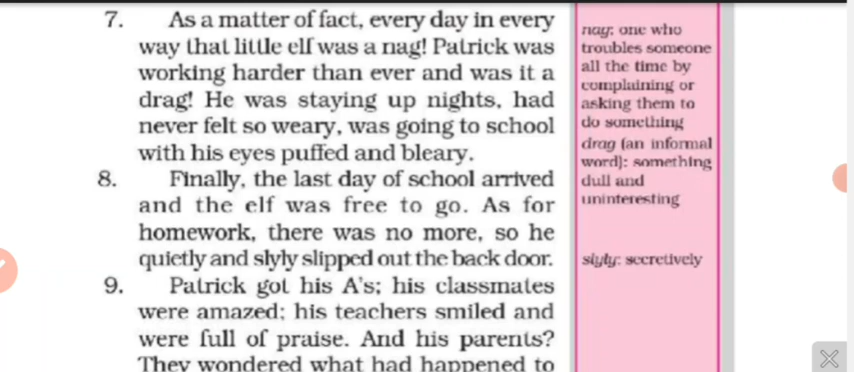 7. As a matter of fact, every day in every
way that little elf was a nag! Patrick was
working harder than ever and was it a
drag! He was staying up nights, had
never felt so weary, was going to school
with his eyes puffed and bleary.
8. Finally, the last day of school arrived
and the elf was free to go. As for
homework, there was no more, so he
quietly and slyly slipped out the back door.
9. Patrick got his A's; his classmates
were amazed; his teachers smiled and
were full of praise. And his parents?
They wondered what had happened to
nag: one who
troubles someone
all the time by
complaining or
asking them to
do something
drag (an informal
word): something
dull and
uninteresting
slyly: secretively